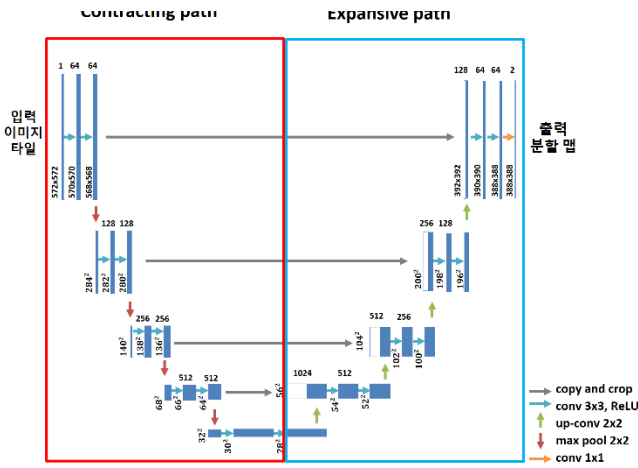 Contracting path
Expansive path
입력
이미지
타일
1 64 64
572x572
570x570
568x568
128 64 64 2
392x392
390x390
388x388
388x388
출력
분할 맵
128 128
284²
282²
280²
256 128
200²
198²
196²
256 256
140²
138²
136²
512 256
104²
102²
100²
512 512
68²
66²
64²
1024 512
56²
54²
52²
32²
30²
28²
copy and crop
conv 3x3, ReLU
up-conv 2x2
max pool 2x2
conv 1x1